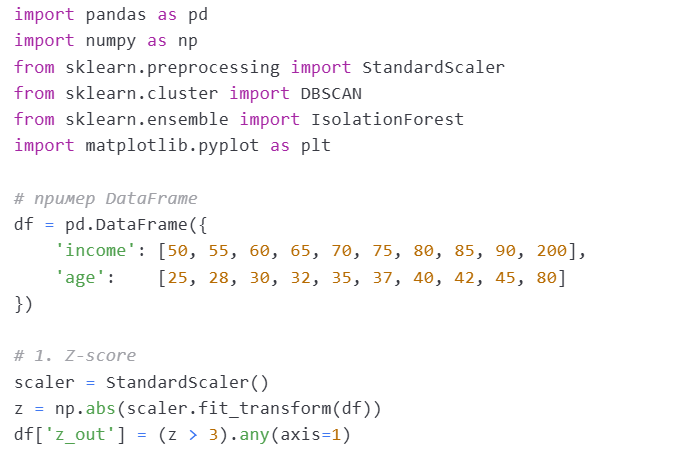 import pandas as pd
import numpy as np
from sklearn.preprocessing import StandardScaler
from sklearn.cluster import DBSCAN
from sklearn.ensemble import IsolationForest
import matplotlib.pyplot as plt

# пример DataFrame
df = pd.DataFrame({
    'income': [50, 55, 60, 65, 70, 75, 80, 85, 90, 200],
    'age':    [25, 28, 30, 32, 35, 37, 40, 42, 45, 80]
})

# 1. Z-score
scaler = StandardScaler()
z = np.abs(scaler.fit_transform(df))
df['z_out'] = (z > 3).any(axis=1)